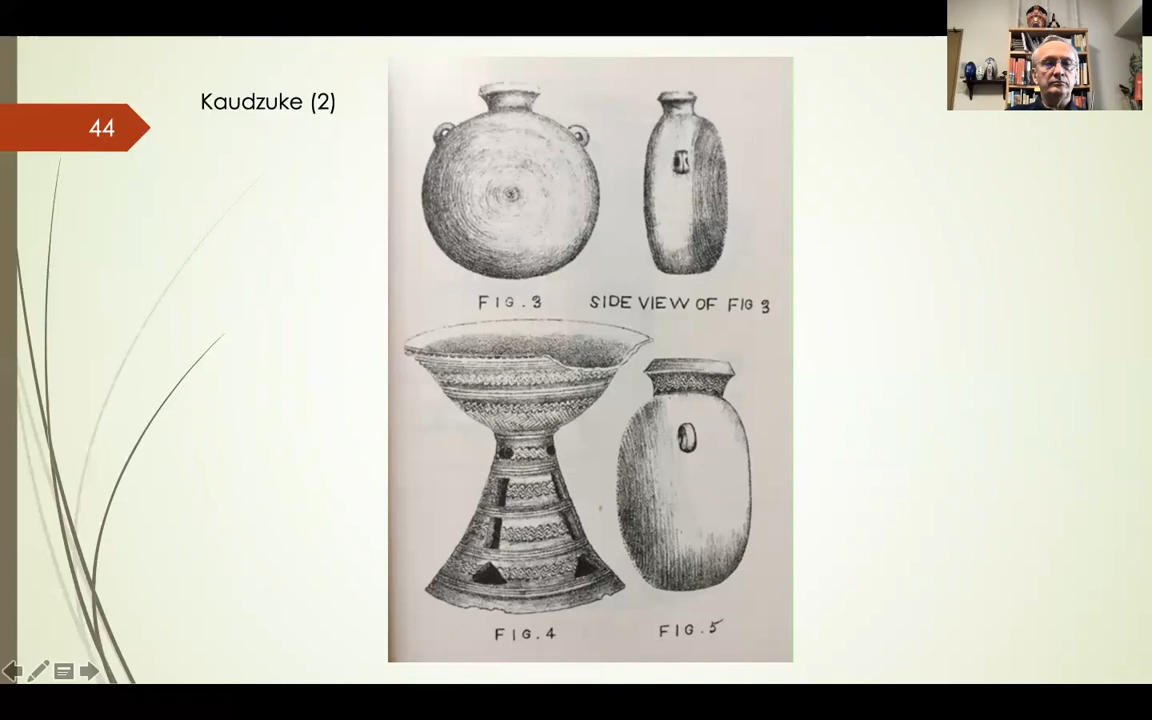 Kaudzuke (2)
44
FIG. 3
SIDE VIEW OF FIG 3
FIG. 4
FIG. 5